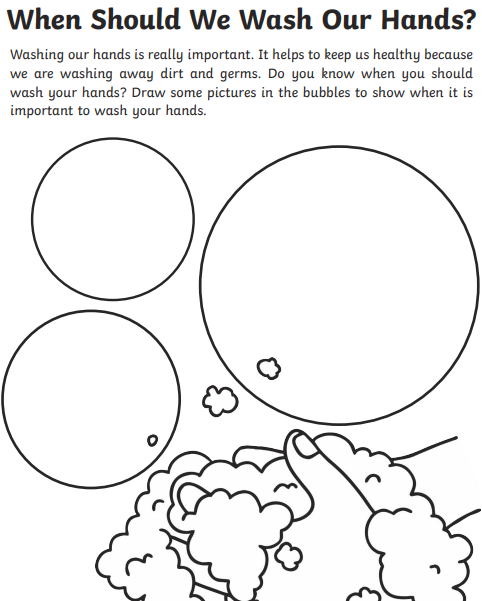 When Should We Wash Our Hands?
Washing our hands is really important. It helps to keep us healthy because
we are washing away dirt and germs. Do you know when you should
wash your hands? Draw some pictures in the bubbles to show when it is
important to wash your hands.